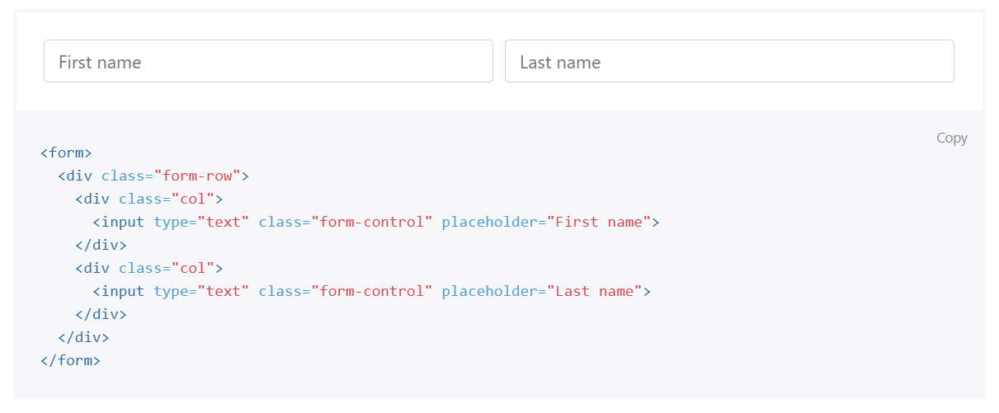 First name
Last name
Copy
<form>
  <div class="form-row">
    <div class="col">
      <input type="text" class="form-control" placeholder="First name">
    </div>
    <div class="col">
      <input type="text" class="form-control" placeholder="Last name">
    </div>
  </div>
</form>